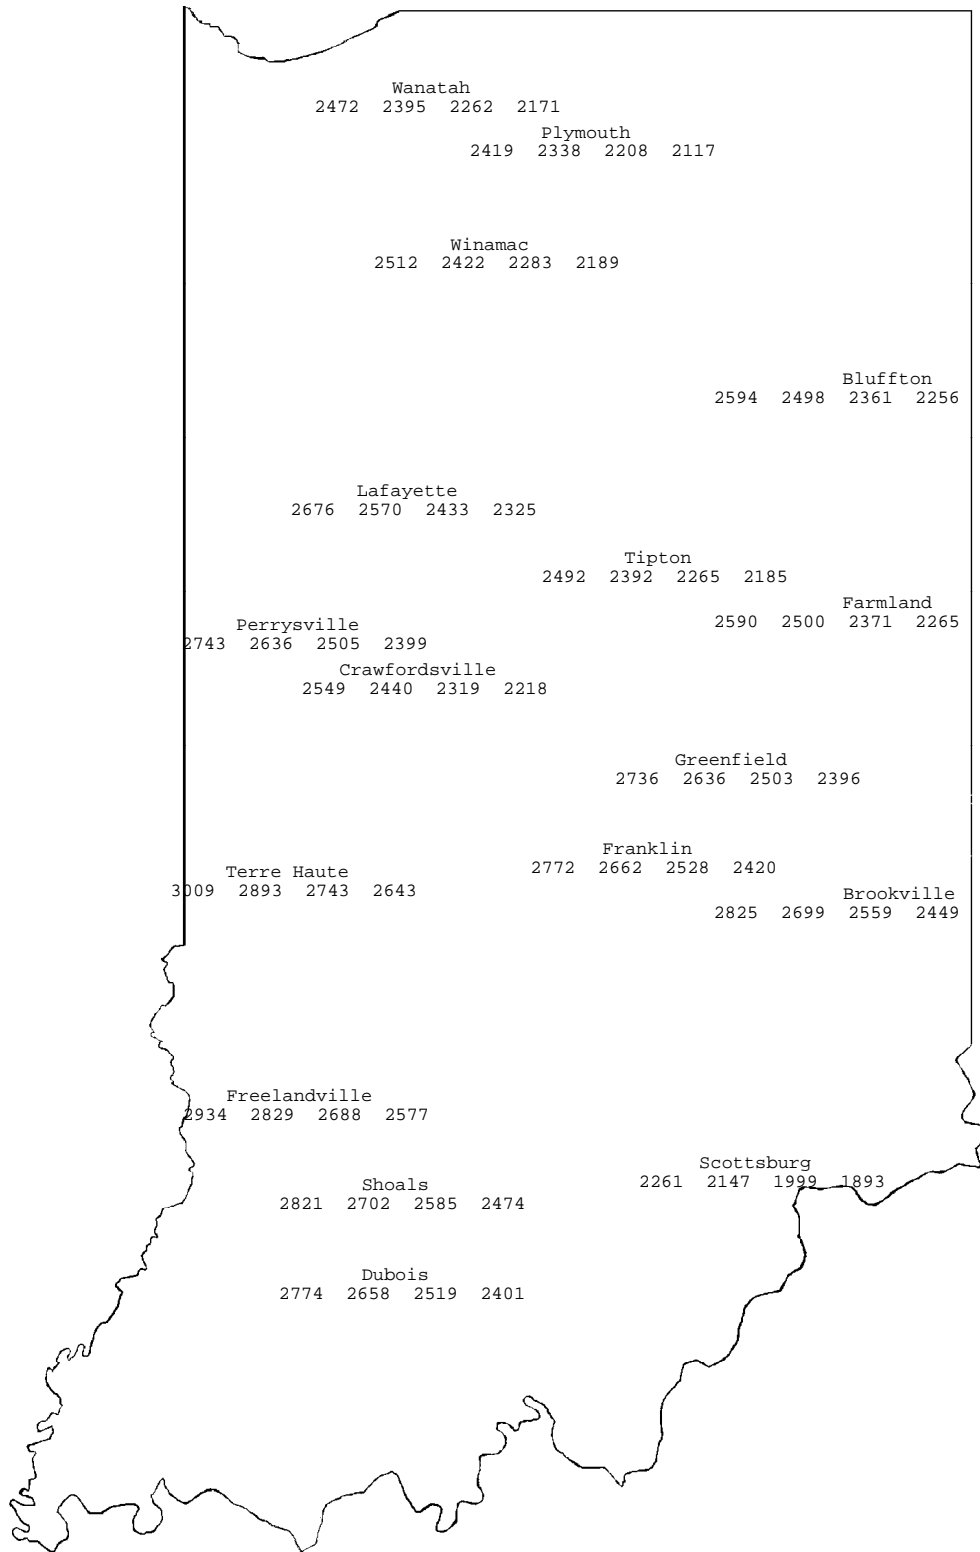 Wanatah
2472 2395 2262 2171
Plymouth
2419 2338 2208 2117
Winamac
2512 2422 2283 2189
Bluffton
2594 2498 2361 2256
Lafayette
2676 2570 2433 2325
Tipton
2492 2392 2265 2185
Farmland
2590 2500 2371 2265
Perrysville
2743 2636 2505 2399
Crawfordsville
2549 2440 2319 2218
Greenfield
2736 2636 2503 2396
Franklin
2772 2662 2528 2420
Terre Haute
3009 2893 2743 2643
Brookville
2825 2699 2559 2449
Freelandville
2934 2829 2688 2577
Scottsburg
2261 2147 1999 1893
Shoals
2821 2702 2585 2474
Dubois
2774 2658 2519 2401